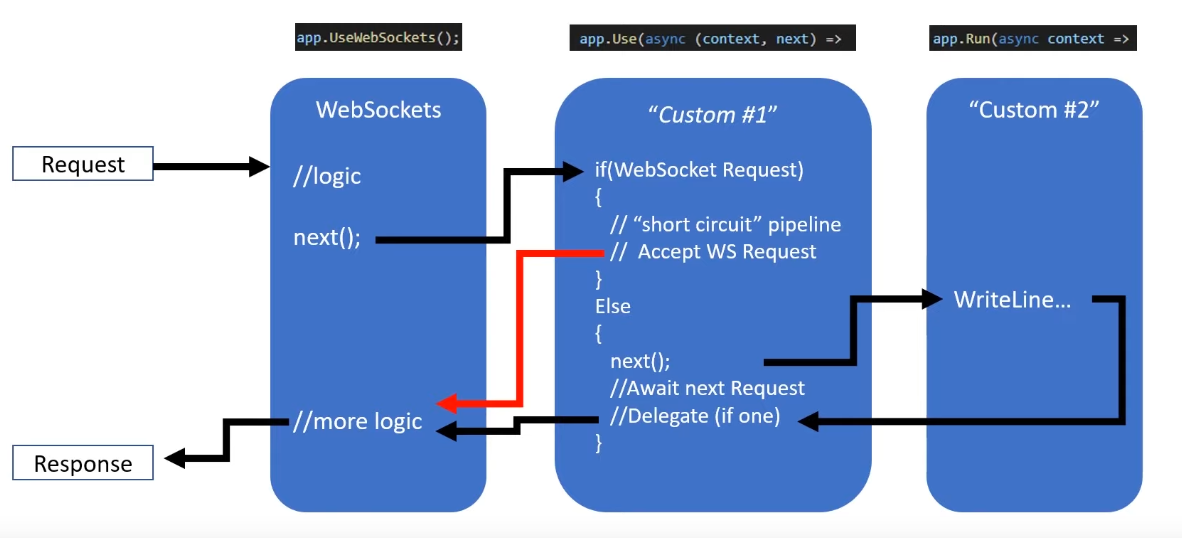 app.UseWebSockets();
app.Use(async (context, next) =>
app.Run(async context =>
WebSockets
“Custom #1”
“Custom #2”
Request
//logic
next();
if(WebSocket Request)
{
// “short circuit” pipeline
// Accept WS Request
}
Else
{
next();
//Await next Request
//Delegate (if one)
}
WriteLine...
//more logic
Response